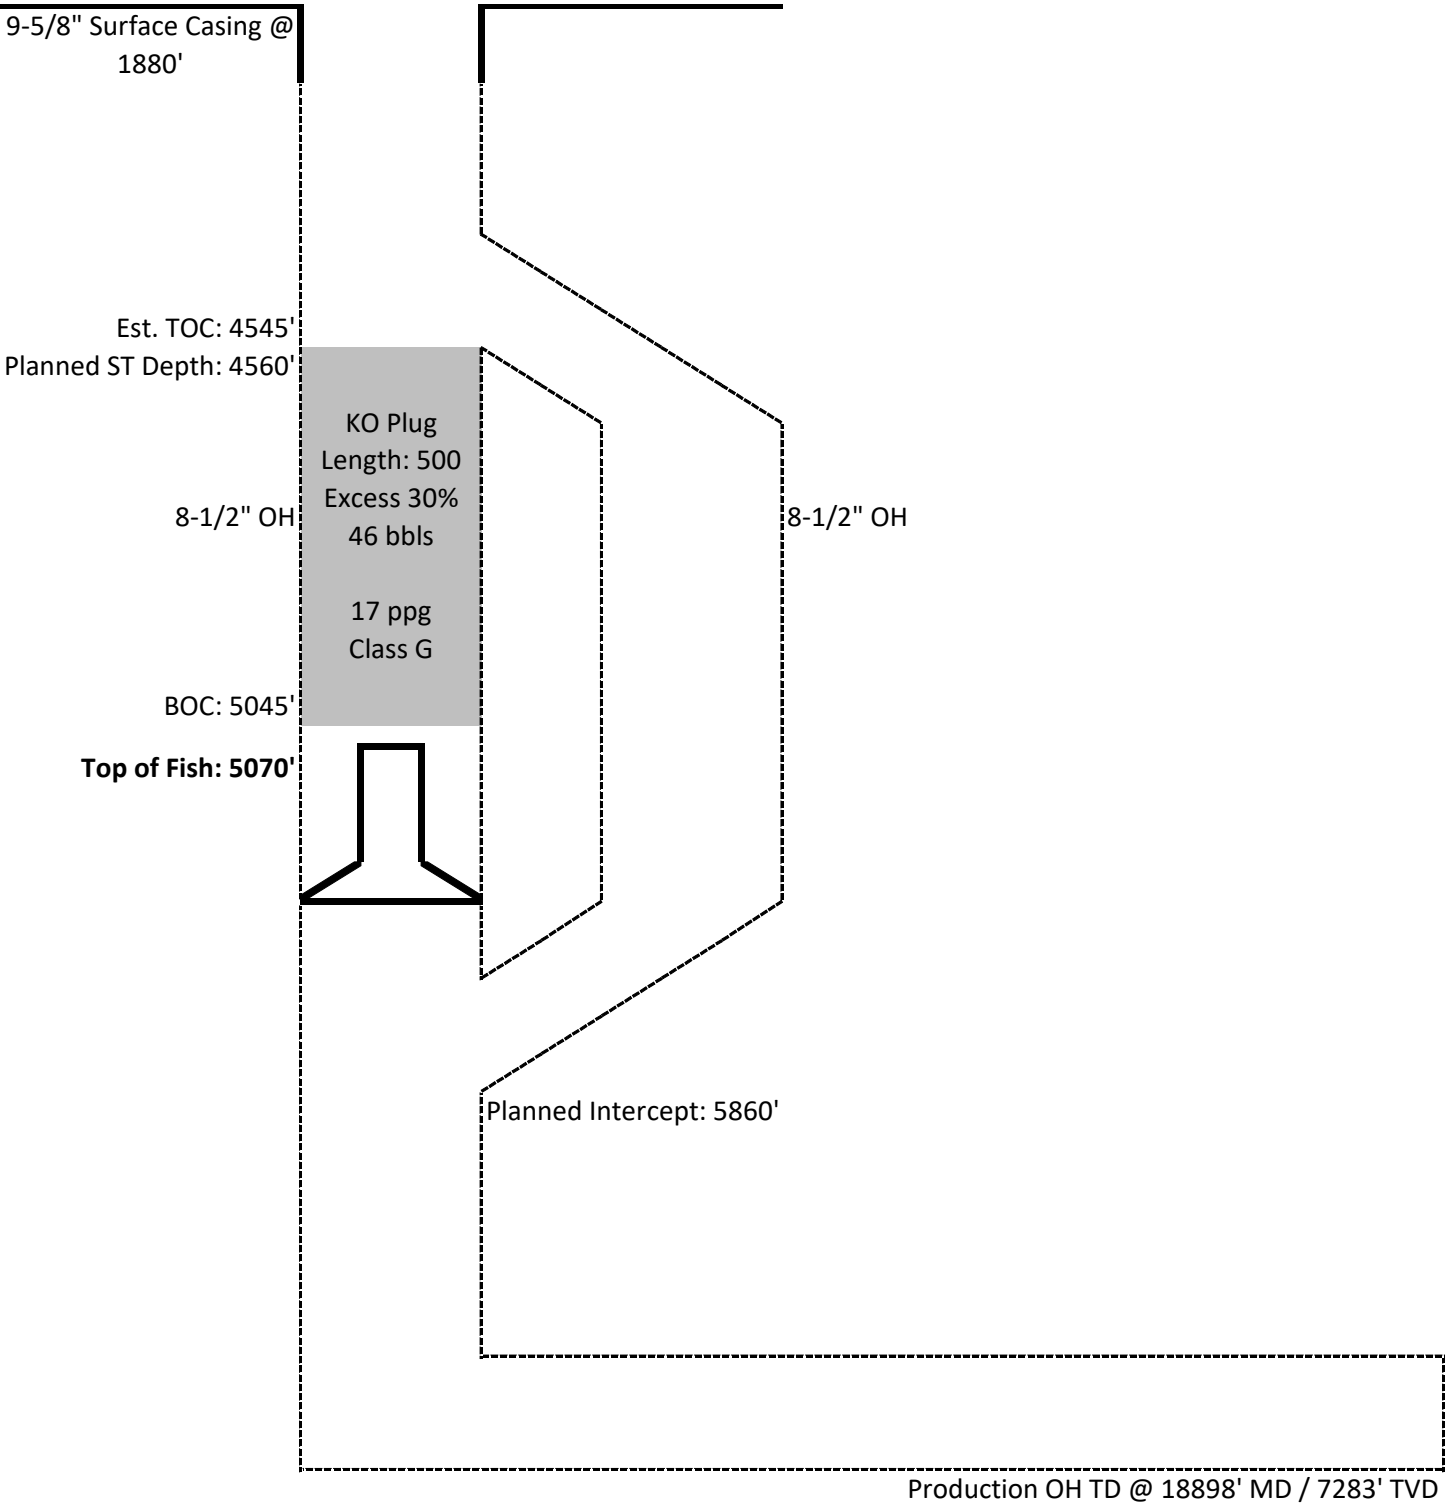 9-5/8" Surface Casing @
1880'
Est. TOC: 4545'
Planned ST Depth: 4560'
KO Plug
Length: 500
Excess 30%
46 bbls
17 ppg
Class G
8-1/2" OH
8-1/2" OH
BOC: 5045'
Top of Fish: 5070'
Planned Intercept: 5860'
Production OH TD @ 18898' MD / 7283' TVD